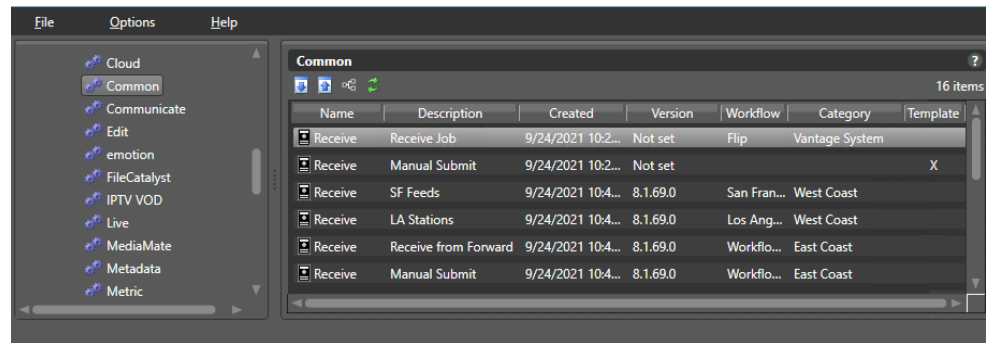 File Options Help
Cloud
Common
Communicate
Edit
emotion
FileCatalyst
IPTV VOD
Live
MediaMate
Metadata
Metric
Common ?
16 items
Name Description Created Version Workflow Category Template
Receive Receive Job 9/24/2021 10:2... Not set Flip Vantage System
Receive Manual Submit 9/24/2021 10:2... Not set X
Receive SF Feeds 9/24/2021 10:4... 8.1.69.0 San Fran... West Coast
Receive LA Stations 9/24/2021 10:4... 8.1.69.0 Los Ang... West Coast
Receive Receive from Forward 9/24/2021 10:4... 8.1.69.0 Workflo... East Coast
Receive Manual Submit 9/24/2021 10:4... 8.1.69.0 Workflo... East Coast